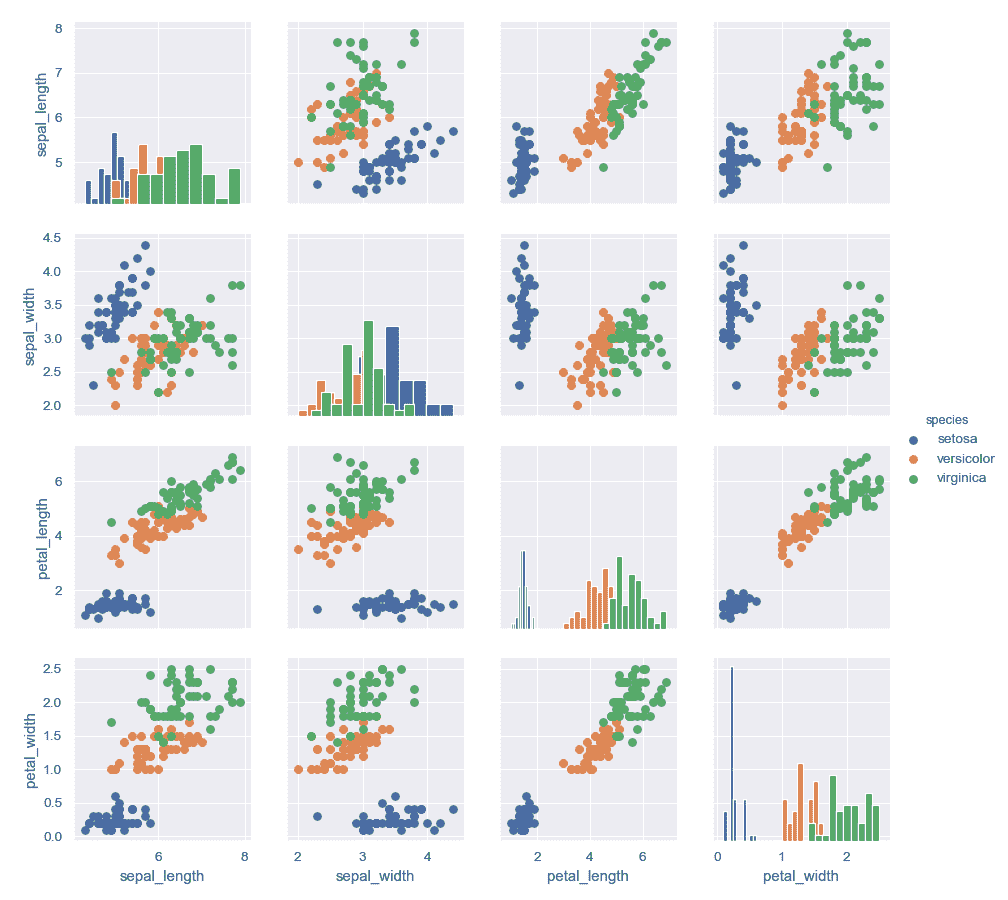 8
7
6
5
sepal_length
4.5
4.0
3.5
3.0
2.5
2.0
sepal_width
species
setosa
versicolor
virginica
6
4
2
petal_length
2.5
2.0
1.5
1.0
0.5
0.0
petal_width
6 8
sepal_length
2 3 4
sepal_width
2 4 6
petal_length
0 1 2
petal_width